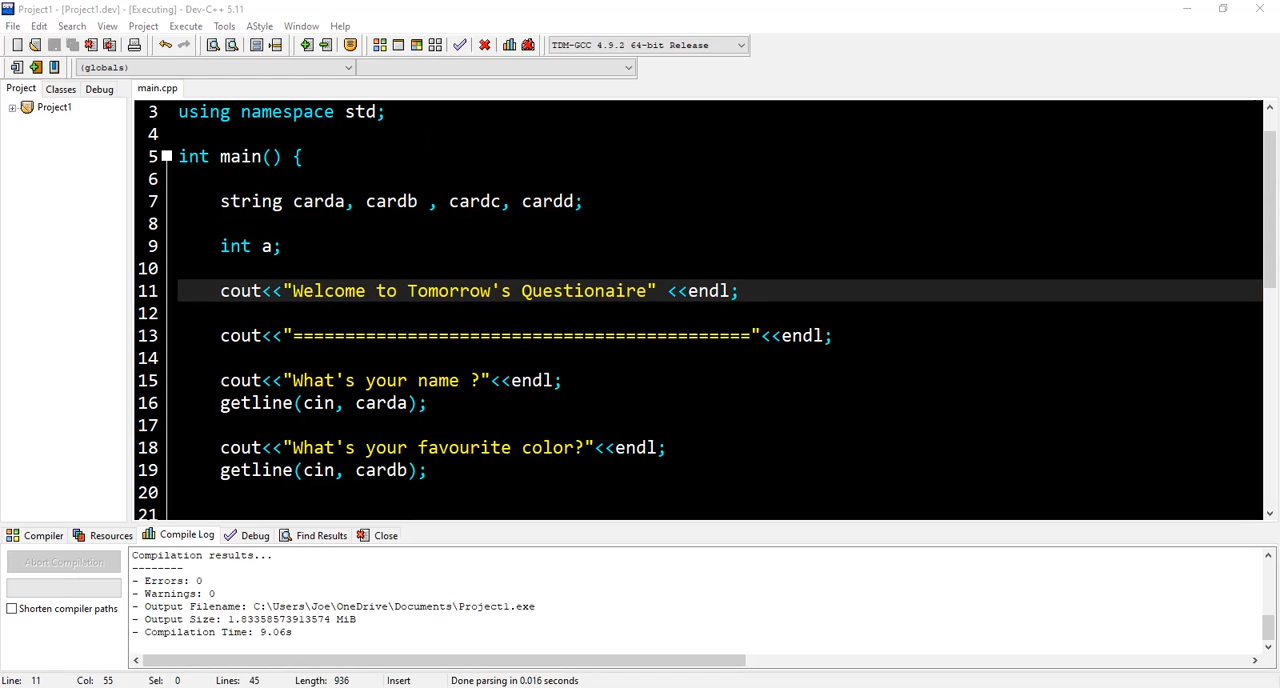 Project1 - [Project1.dev] - [Executing] - Dev-C++ 5.11
File Edit Search View Project Execute Tools AStyle Window Help
TDM-GCC 4.9.2 64-bit Release
(globals)
Project Classes Debug main.cpp
Project1
3 using namespace std;
4
5 int main() {
6
7 string carda, cardb , cardc, cardd;
8
9 int a;
10
11 cout<<"Welcome to Tomorrow's Questionaire" <<endl;
12
13 cout<<"============================================"<<endl;
14
15 cout<<"What's your name ?"<<endl;
16 getline(cin, carda);
17
18 cout<<"What's your favourite color?"<<endl;
19 getline(cin, cardb);
20
21
Compiler Resources Compile Log Debug Find Results Close
Abort Compilation
Shorten compiler paths
Compilation results...
--------
- Errors: 0
- Warnings: 0
- Output Filename: C:\Users\Joe\OneDrive\Documents\Project1.exe
- Output Size: 1.83358573913574 MiB
- Compilation Time: 9.06s
Line: 11 Col: 55 Sel: 0 Lines: 45 Length: 936 Insert Done parsing in 0.016 seconds